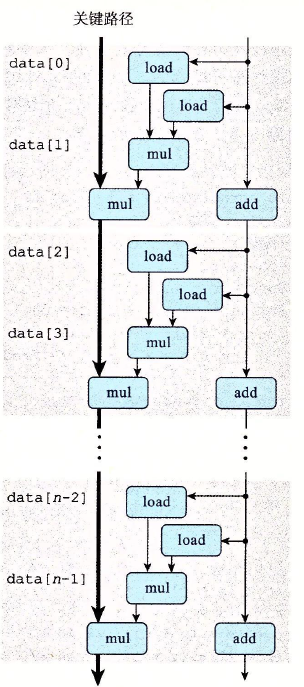 关键路径
data[0]
load
load
data[1]
mul
mul add
data[2]
load
load
data[3]
mul
mul add
data[n-2]
load
load
data[n-1]
mul
mul add